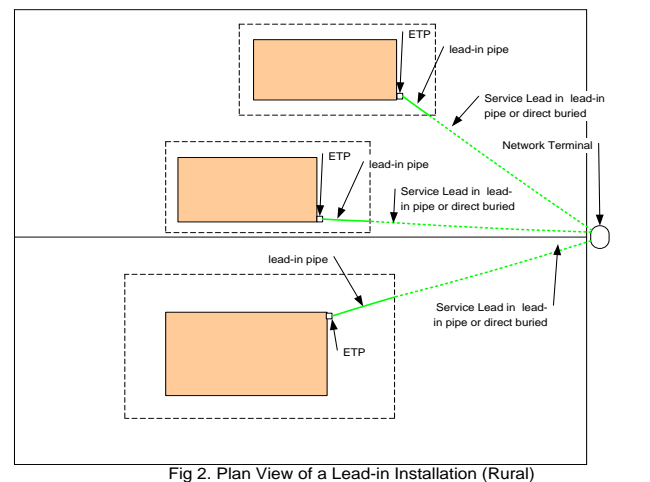 ETP
lead-in pipe
Service Lead in lead-in
pipe or direct buried
Network Terminal
ETP
lead-in pipe
Service Lead in lead-
in pipe or direct buried
lead-in pipe
Service Lead in lead-
in pipe or direct buried
ETP
Fig 2. Plan View of a Lead-in Installation (Rural)